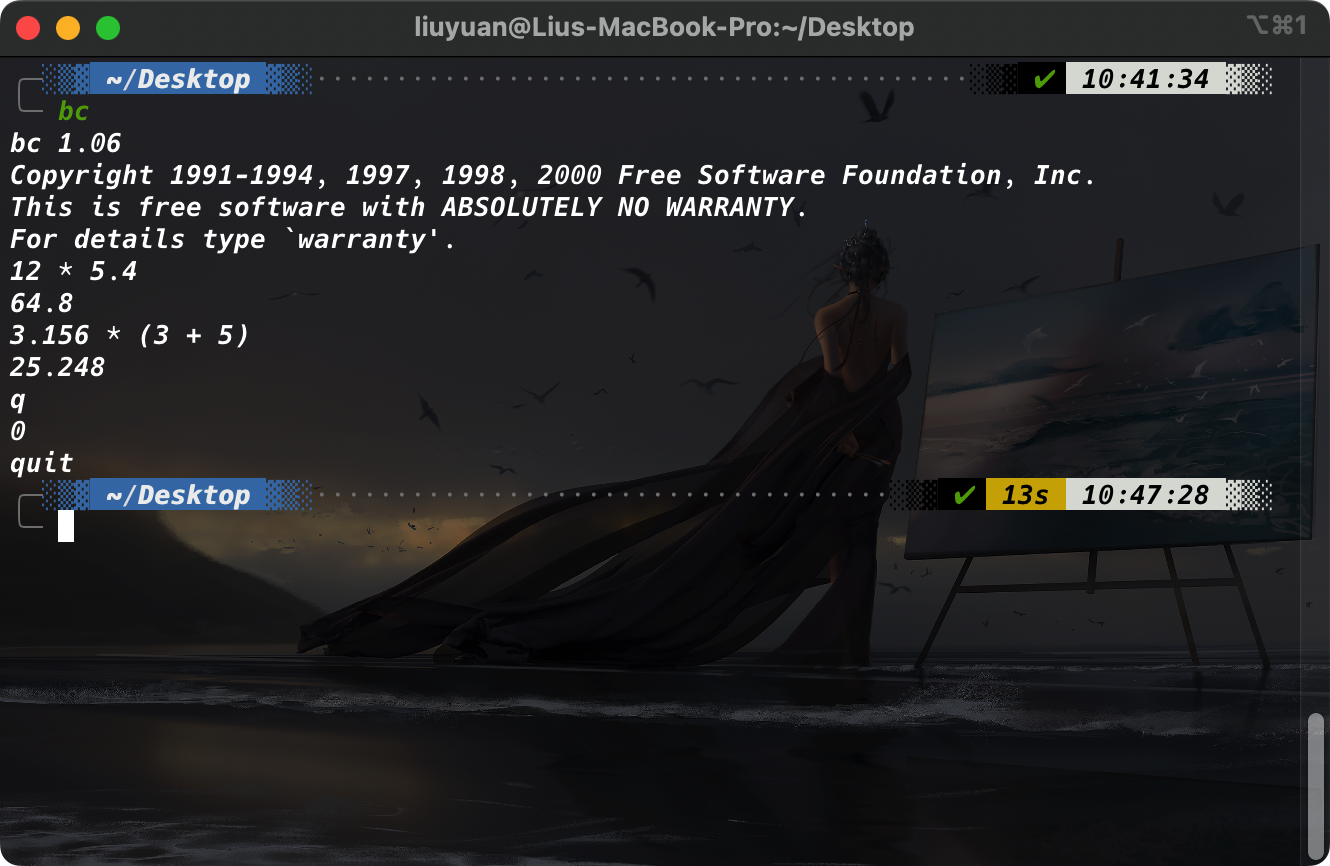 liuyuan@Lius-MacBook-Pro:~/Desktop ⌥⌘1
~/Desktop ✔ 10:41:34
bc
bc 1.06
Copyright 1991-1994, 1997, 1998, 2000 Free Software Foundation, Inc.
This is free software with ABSOLUTELY NO WARRANTY.
For details type `warranty'.
12 * 5.4
64.8
3.156 * (3 + 5)
25.248
q
0
quit
~/Desktop ✔ 13s 10:47:28